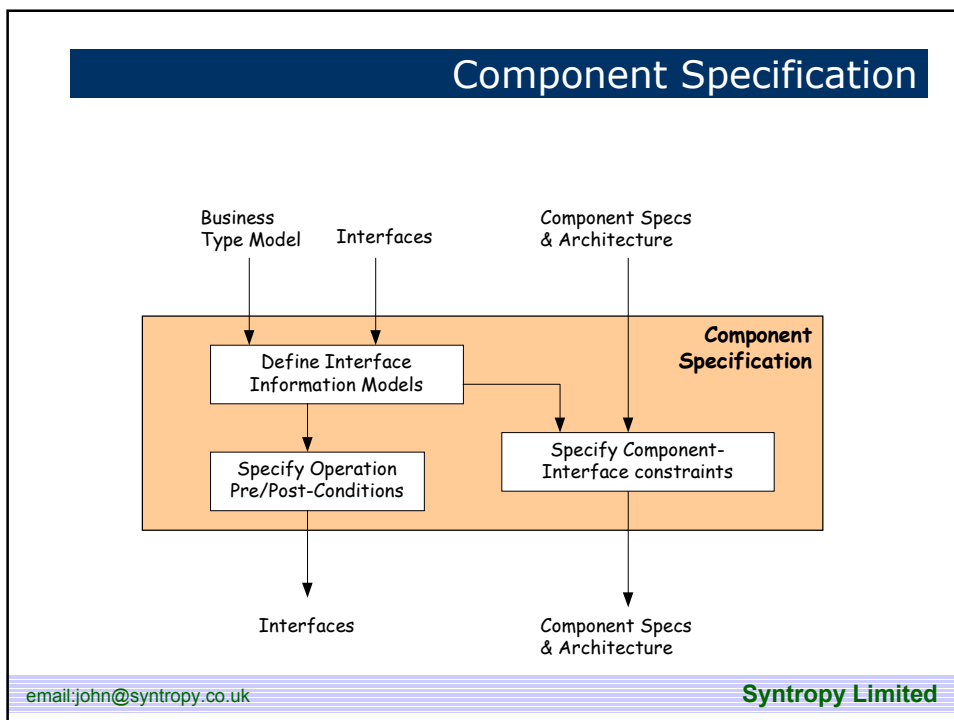 Component Specification
Business
Type Model
Interfaces
Component Specs
& Architecture
Component
Specification
Define Interface
Information Models
Specify Operation
Pre/Post-Conditions
Specify Component-
Interface constraints
Interfaces
Component Specs
& Architecture
email:john@syntropy.co.uk
Syntropy Limited